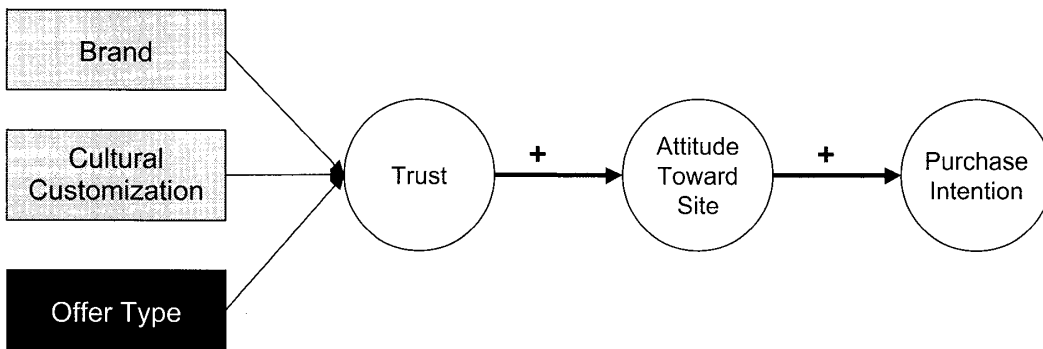 Brand
Cultural
Customization
Offer Type
Trust
+
Attitude
Toward
Site
+
Purchase
Intention